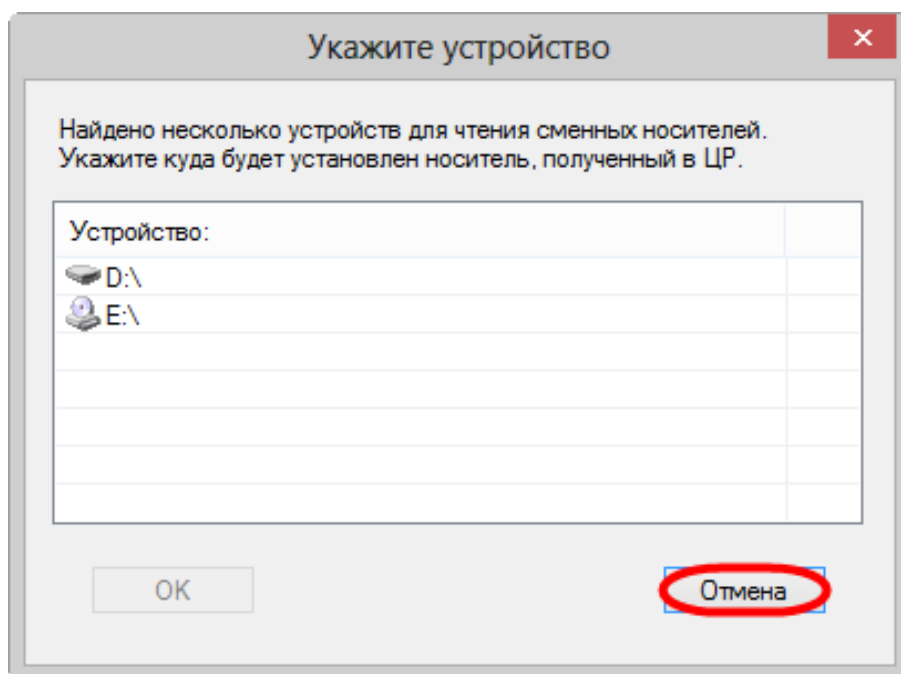 Укажите устройство
Найдено несколько устройств для чтения сменных носителей.
Укажите куда будет установлен носитель, полученный в ЦР.
Устройство:
D:\
E:\
OK
Отмена